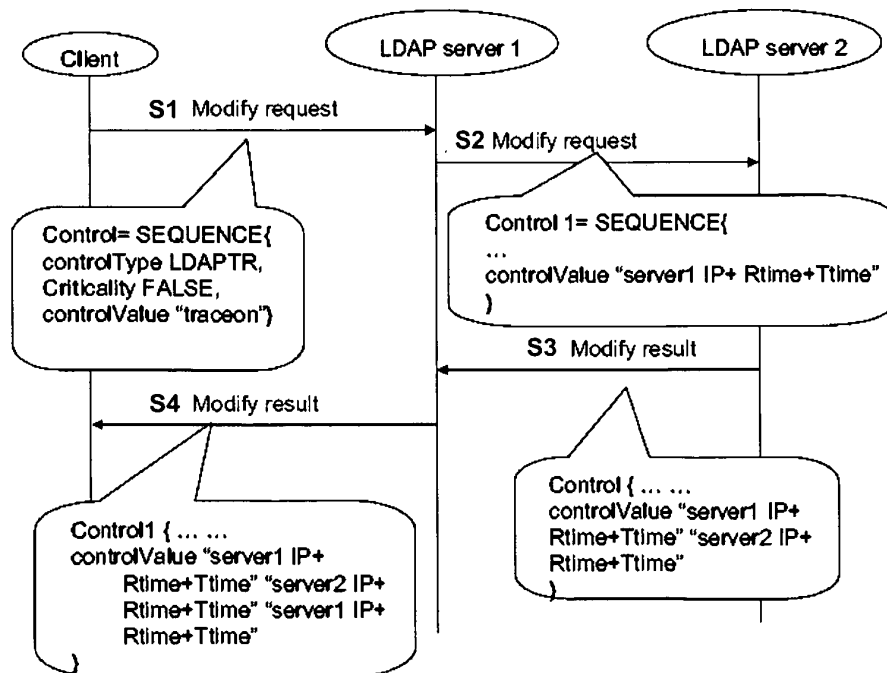 Client
LDAP server 1
LDAP server 2
S1 Modify request
S2 Modify request
Control= SEQUENCE{
controlType LDAPTR,
Criticality FALSE,
controlValue "traceon"}
Control 1= SEQUENCE{
...
controlValue "server1 IP+ Rtime+Ttime"
}
S3 Modify result
S4 Modify result
Control { ... ...
controlValue "server1 IP+
Rtime+Ttime" "server2 IP+
Rtime+Ttime"
}
Control1 { ... ...
controlValue "server1 IP+
Rtime+Ttime" "server2 IP+
Rtime+Ttime" "server1 IP+
Rtime+Ttime"
}